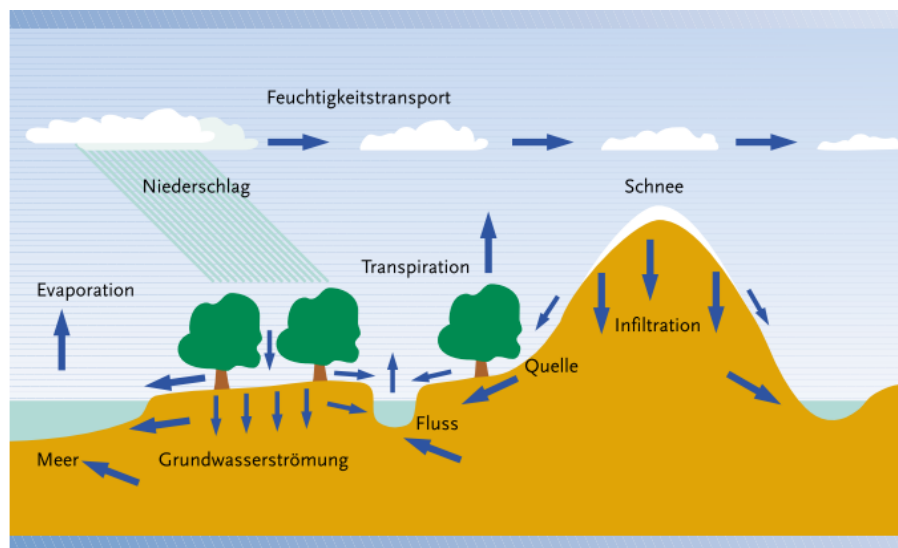 Feuchtigkeitstransport
Niederschlag
Schnee
Transpiration
Evaporation
Infiltration
Quelle
Fluss
Meer
Grundwasserströmung